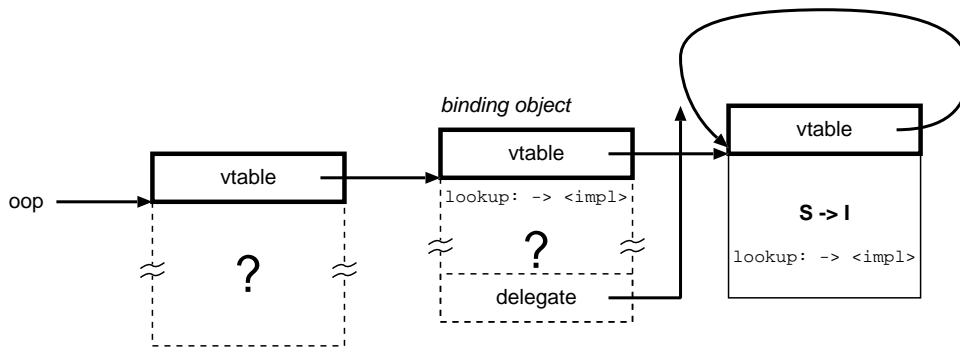 oop
vtable
?
binding object
vtable
lookup: -> <impl>
?
delegate
vtable
S -> I
lookup: -> <impl>